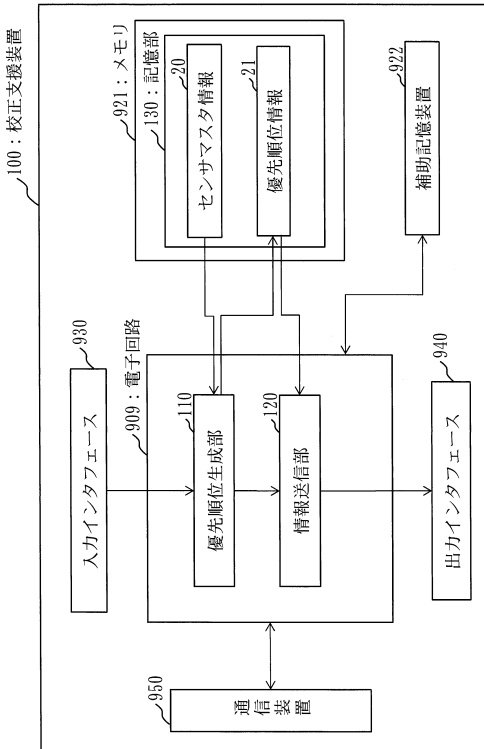 100：校正支援装置
930
入力インタフェース
909：電子回路
110
優先順位生成部
120
情報送信部
940
出力インタフェース
950
通信装置
921：メモリ
130：記憶部
20
センサマスタ情報
21
優先順位情報
922
補助記憶装置